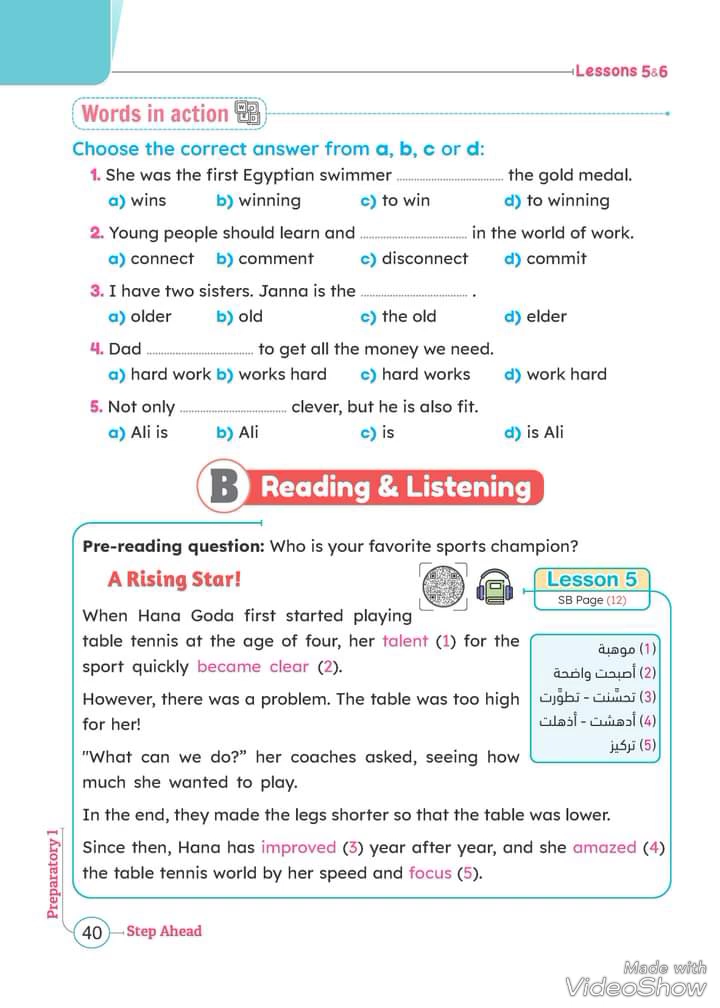 Lessons 5&6
Words in action
Choose the correct answer from a, b, c or d:
1. She was the first Egyptian swimmer .................................... the gold medal.
a) wins b) winning c) to win d) to winning
2. Young people should learn and .................................... in the world of work.
a) connect b) comment c) disconnect d) commit
3. I have two sisters. Janna is the .................................... .
a) older b) old c) the old d) elder
4. Dad .................................... to get all the money we need.
a) hard work b) works hard c) hard works d) work hard
5. Not only .................................... clever, but he is also fit.
a) Ali is b) Ali c) is d) is Ali
B Reading & Listening
Pre-reading question: Who is your favorite sports champion?
A Rising Star!
Lesson 5
SB Page (12)
When Hana Goda first started playing
table tennis at the age of four, her talent (1) for the
sport quickly became clear (2).
However, there was a problem. The table was too high
for her!
"What can we do?” her coaches asked, seeing how
much she wanted to play.
In the end, they made the legs shorter so that the table was lower.
Since then, Hana has improved (3) year after year, and she amazed (4)
the table tennis world by her speed and focus (5).
(1) موهبة
(2) أصبحت واضحة
(3) تحسَّنت - تطوَّرت
(4) أدهشت - أذهلت
(5) تركيز
Preparatory 1
40 Step Ahead
Made with
VideoShow